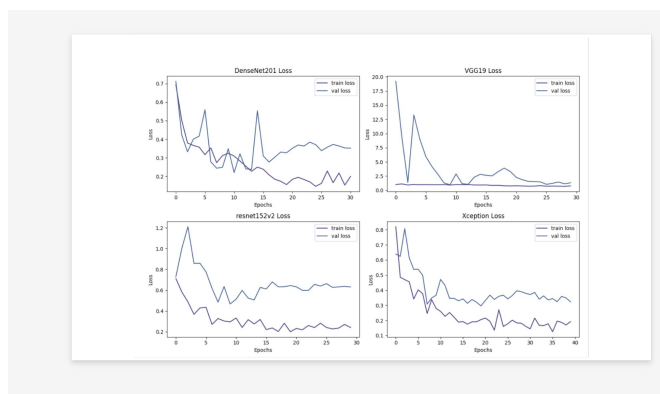 DenseNet201 Loss
train loss
val loss
0.7
0.6
0.5
0.4
0.3
0.2
Loss
0 5 10 15 20 25 30
Epochs
VGG19 Loss
train loss
val loss
20.0
17.5
15.0
12.5
10.0
7.5
5.0
2.5
0.0
Loss
0 5 10 15 20 25 30
Epochs
resnet152v2 Loss
train loss
val loss
1.2
1.0
0.8
0.6
0.4
0.2
Loss
0 5 10 15 20 25 30
Epochs
Xception Loss
train loss
val loss
0.8
0.7
0.6
0.5
0.4
0.3
0.2
0.1
Loss
0 5 10 15 20 25 30 35 40
Epochs